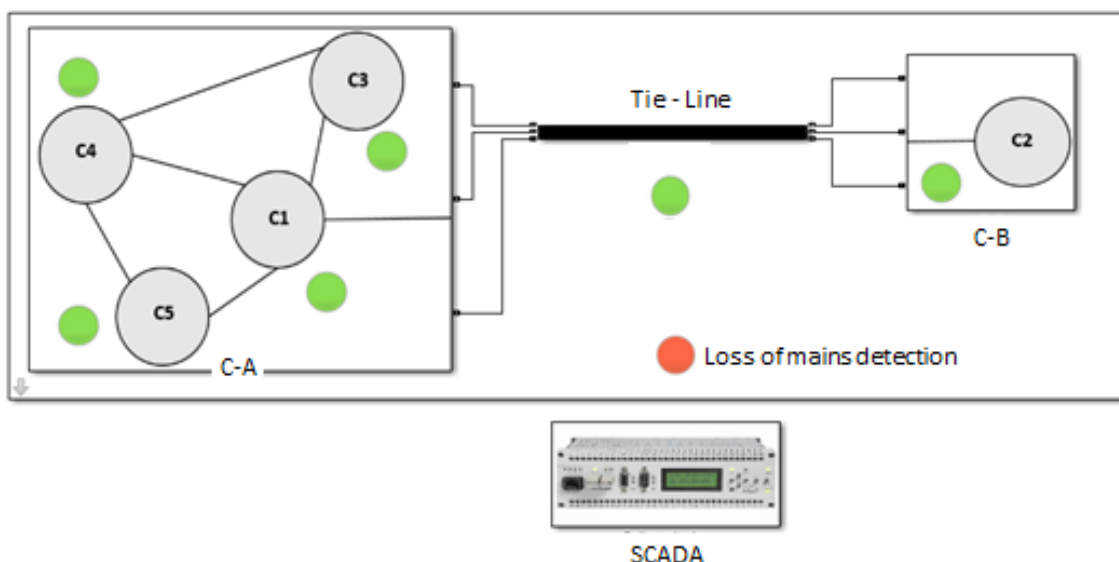 C3
C4
C1
C5
C-A
Tie - Line
C2
C-B
Loss of mains detection
SCADA